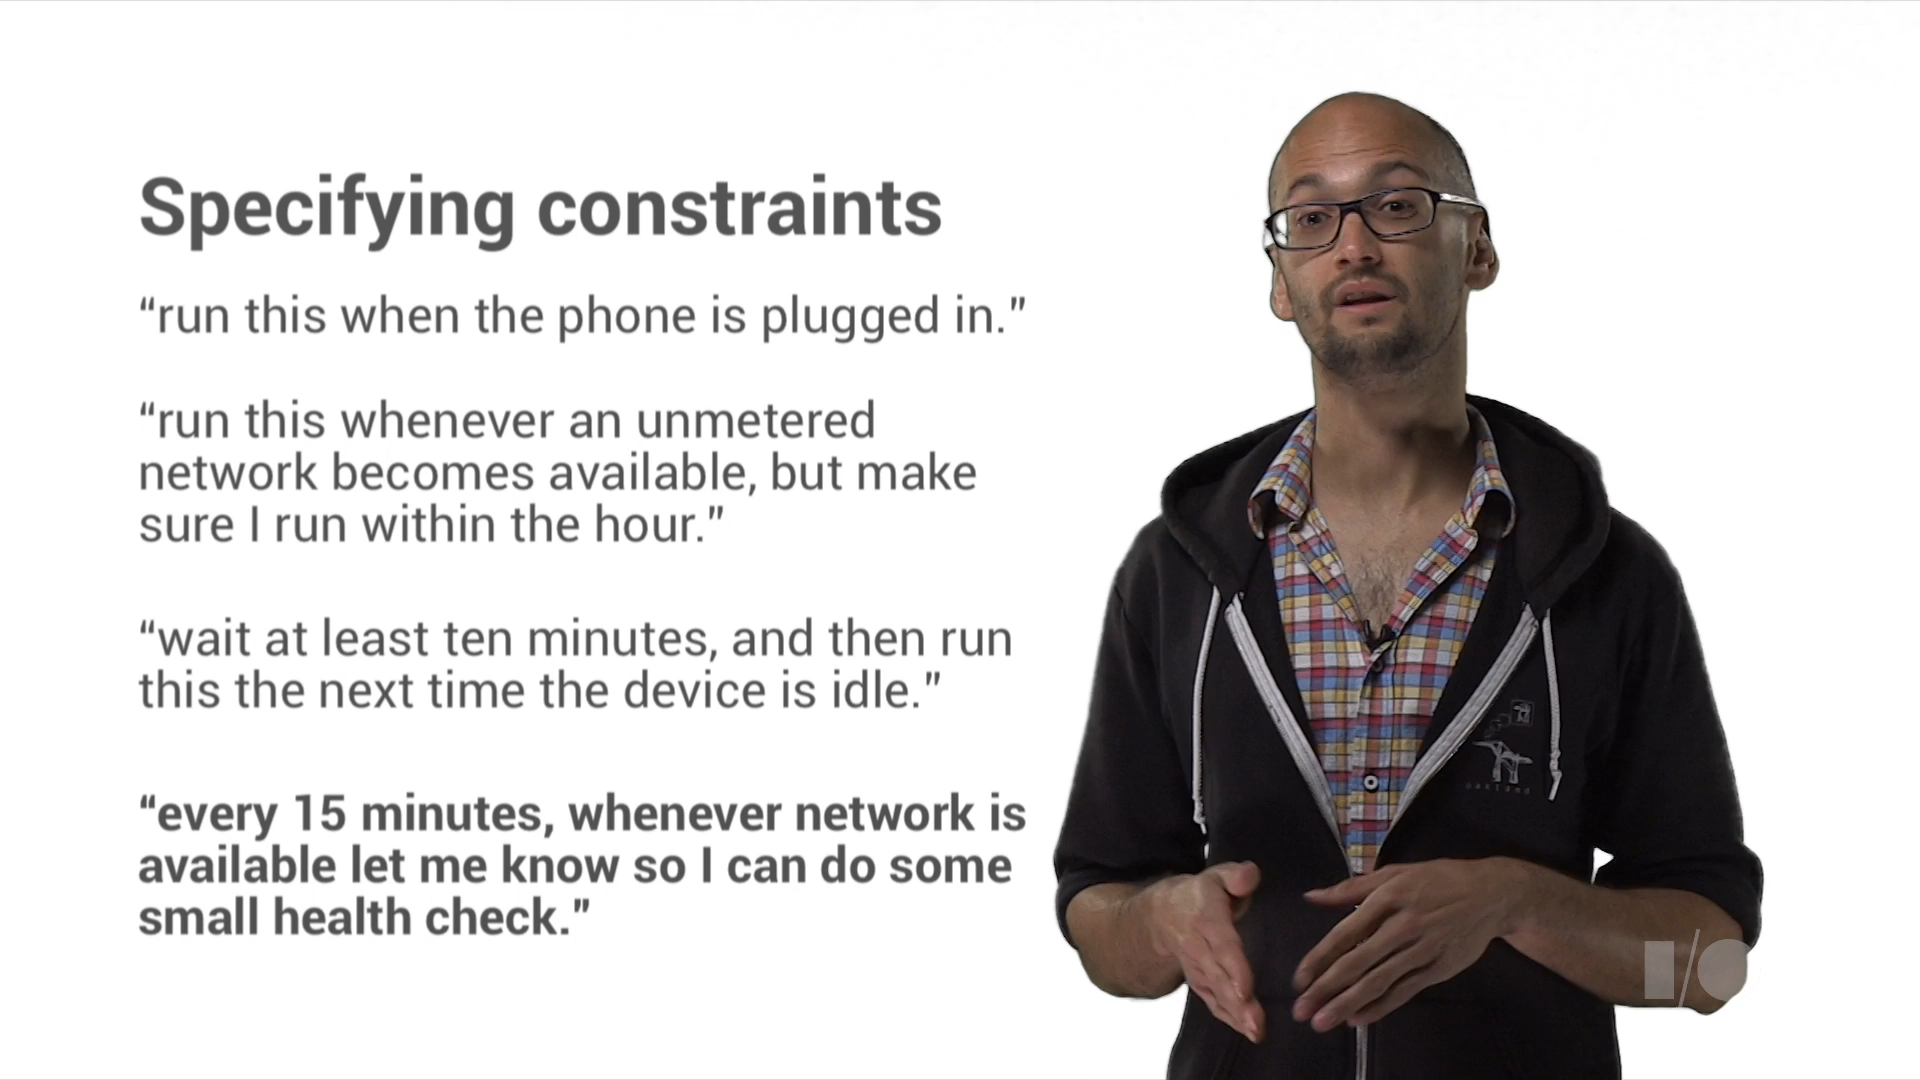 Specifying constraints
“run this when the phone is plugged in.”
“run this whenever an unmetered
network becomes available, but make
sure I run within the hour.”
“wait at least ten minutes, and then run
this the next time the device is idle.”
“every 15 minutes, whenever network is
available let me know so I can do some
small health check.”
oakland
I/O